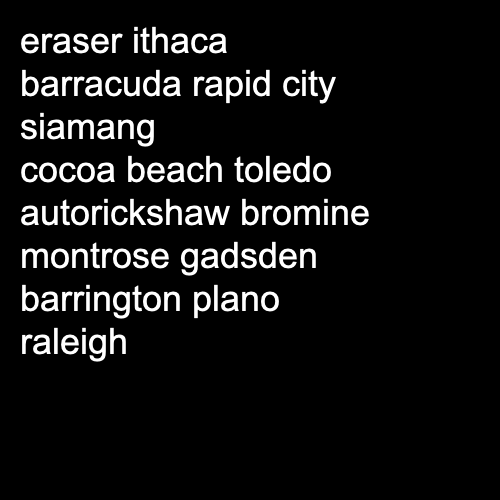 eraser ithaca
barracuda rapid city
siamang
cocoa beach toledo
autorickshaw bromine
montrose gadsden
barrington plano
raleigh